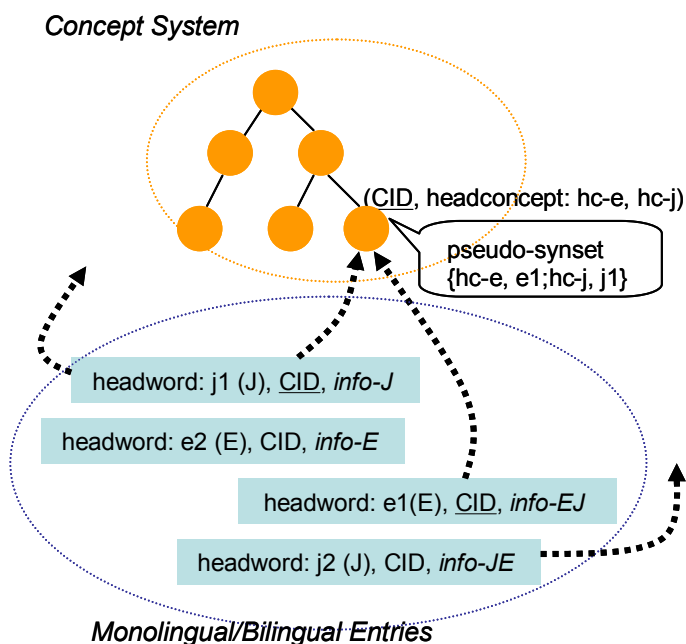 Concept System
(CID, headconcept: hc-e, hc-j)
pseudo-synset
{hc-e, e1;hc-j, j1}
headword: j1 (J), CID, info-J
headword: e2 (E), CID, info-E
headword: e1(E), CID, info-EJ
headword: j2 (J), CID, info-JE
Monolingual/Bilingual Entries